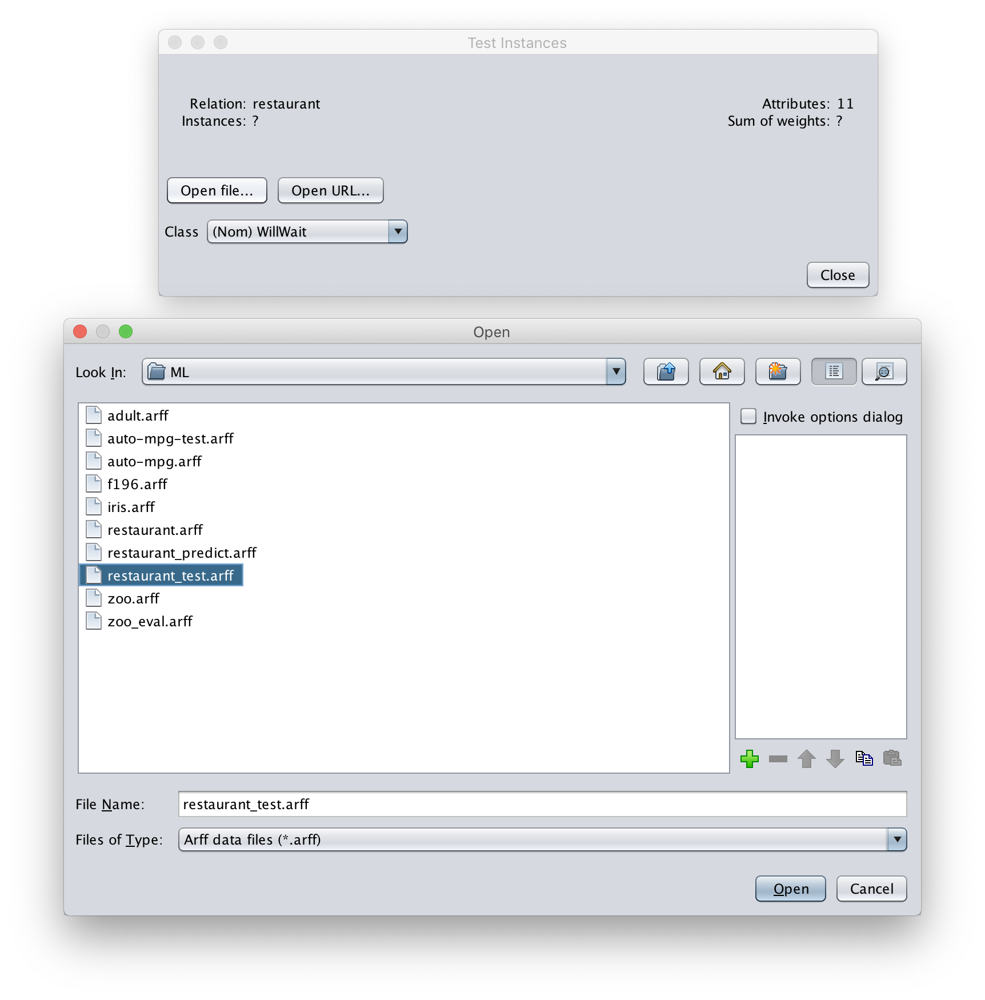 Test Instances
Relation: restaurant
Attributes: 11
Instances: ?
Sum of weights: ?
Open file...
Open URL...
Class
(Nom) WillWait
Close
Open
Look In:
ML
adult.arff
auto-mpg-test.arff
auto-mpg.arff
f196.arff
iris.arff
restaurant.arff
restaurant_predict.arff
restaurant_test.arff
zoo.arff
zoo_eval.arff
Invoke options dialog
File Name:
restaurant_test.arff
Files of Type:
Arff data files (*.arff)
Open
Cancel